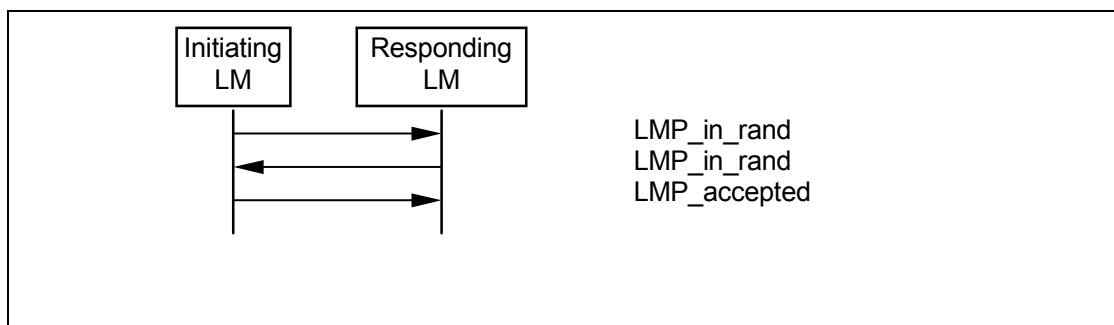 Initiating
LM
Responding
LM
LMP_in_rand
LMP_in_rand
LMP_accepted